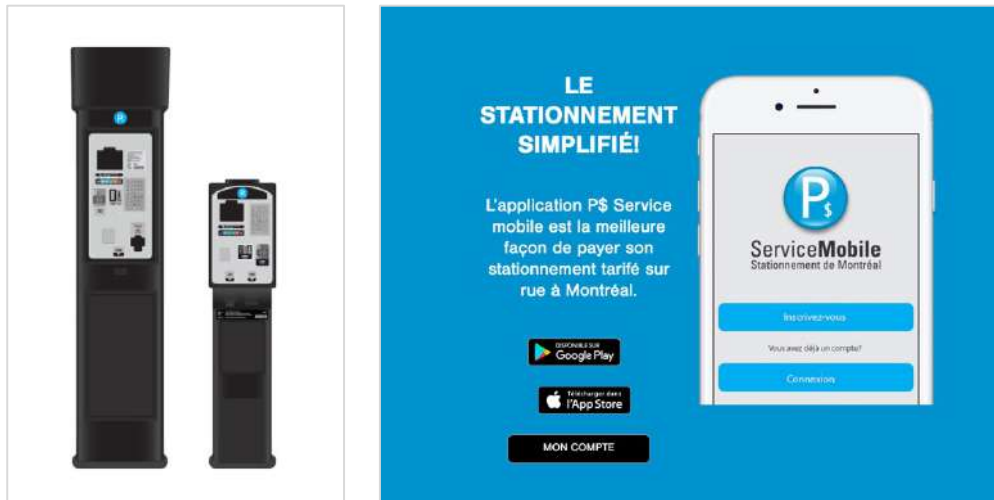 LE
STATIONNEMENT
SIMPLIFIÉ!
L'application P$ Service
mobile est la meilleure
façon de payer son
stationnement tarifé sur
rue à Montréal.
DISPONIBLE SUR
Google Play
Télécharger dans
l'App Store
MON COMPTE
P$
ServiceMobile
Stationnement de Montréal
Inscrivez-vous
Vous avez déjà un compte?
Connexion